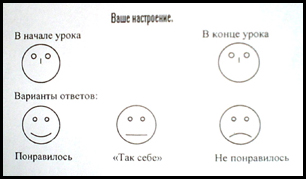 Ваше настроение.
В начале урока В конце урока
Варианты ответов:
Понравилось «Так себе» Не понравилось